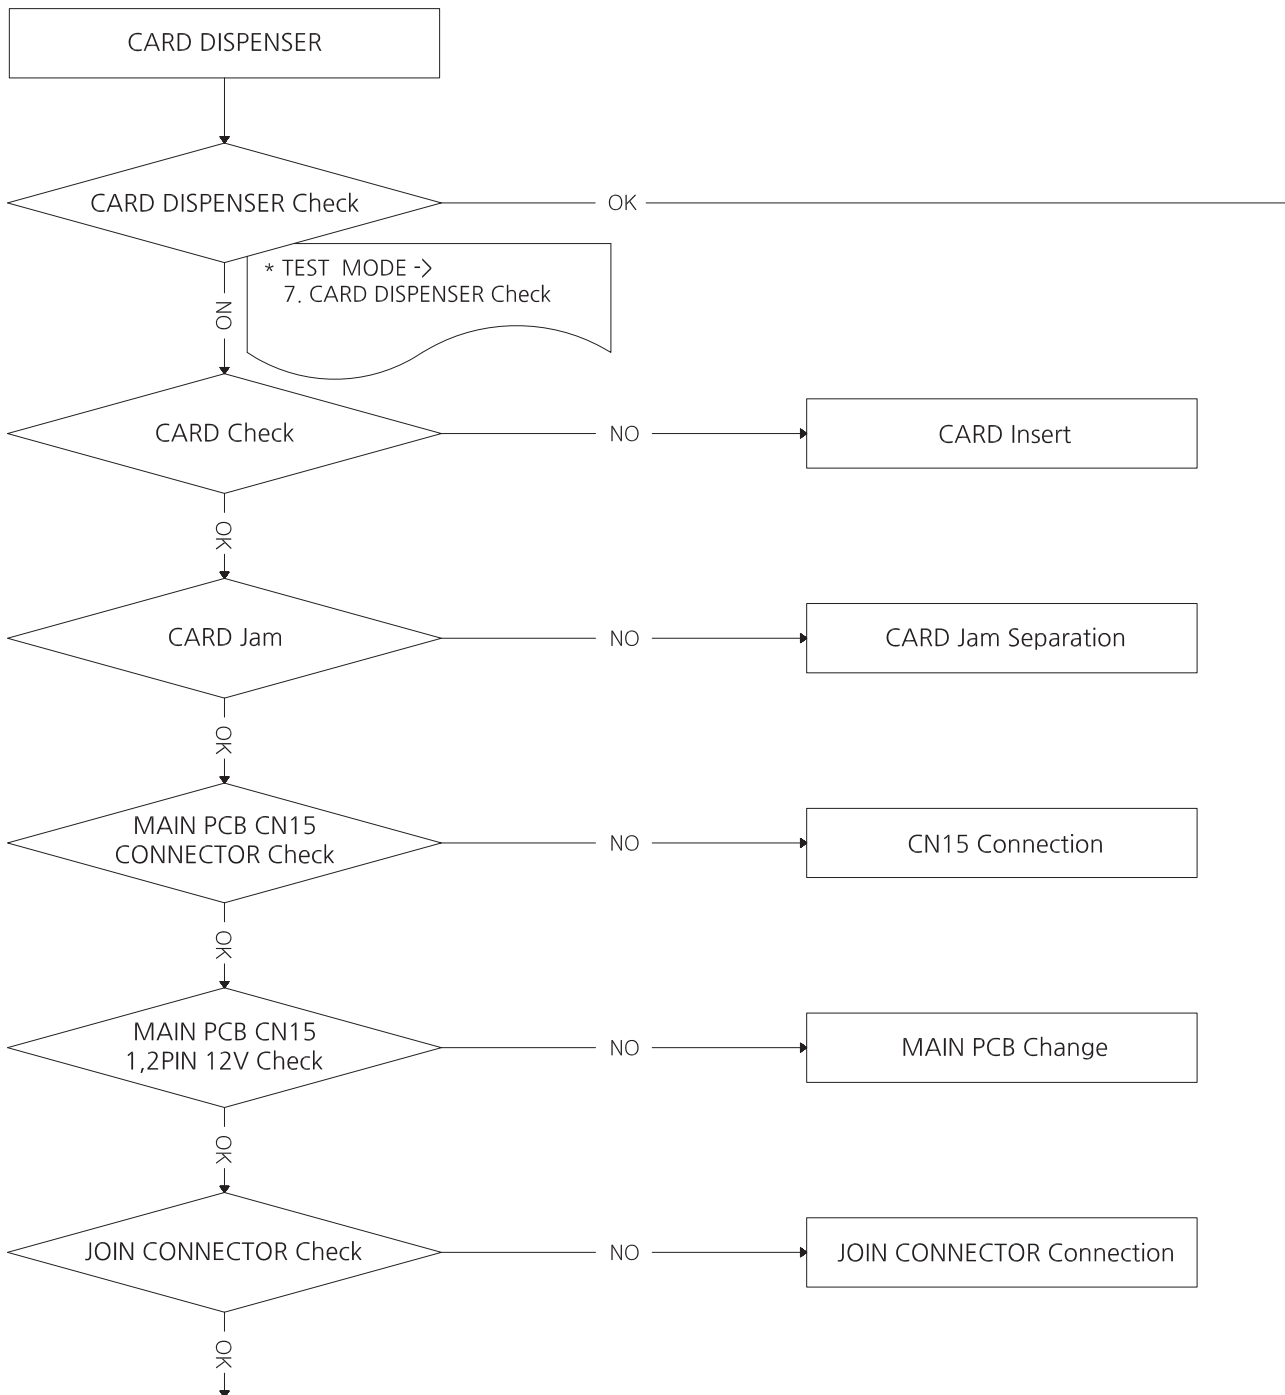 CARD DISPENSER
CARD DISPENSER Check
OK
* TEST MODE ->
7. CARD DISPENSER Check
NO
CARD Check
NO
CARD Insert
OK
CARD Jam
NO
CARD Jam Separation
OK
MAIN PCB CN15
CONNECTOR Check
NO
CN15 Connection
OK
MAIN PCB CN15
1,2PIN 12V Check
NO
MAIN PCB Change
OK
JOIN CONNECTOR Check
NO
JOIN CONNECTOR Connection
OK